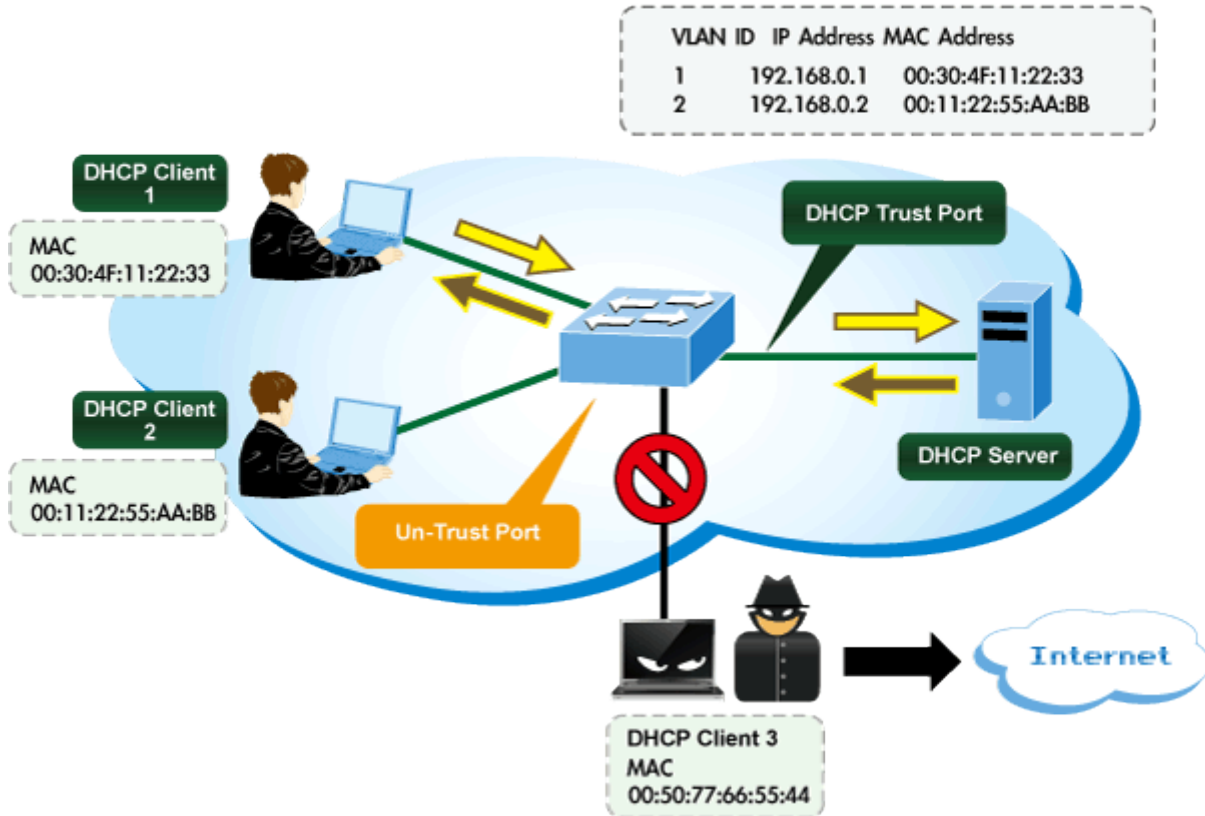 VLAN ID IP Address MAC Address
1 192.168.0.1 00:30:4F:11:22:33
2 192.168.0.2 00:11:22:55:AA:BB
DHCP Client
1
MAC
00:30:4F:11:22:33
DHCP Trust Port
DHCP Client
2
MAC
00:11:22:55:AA:BB
Un-Trust Port
DHCP Server
Internet
DHCP Client 3
MAC
00:50:77:66:55:44